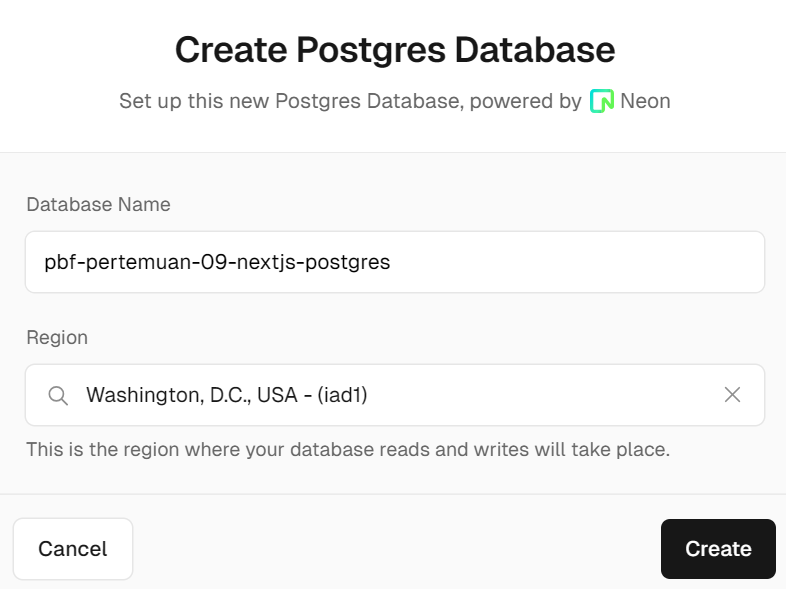 Create Postgres Database
Set up this new Postgres Database, powered by Neon
Database Name
pbf-pertemuan-09-nextjs-postgres
Region
Washington, D.C., USA - (iad1)
This is the region where your database reads and writes will take place.
Cancel
Create